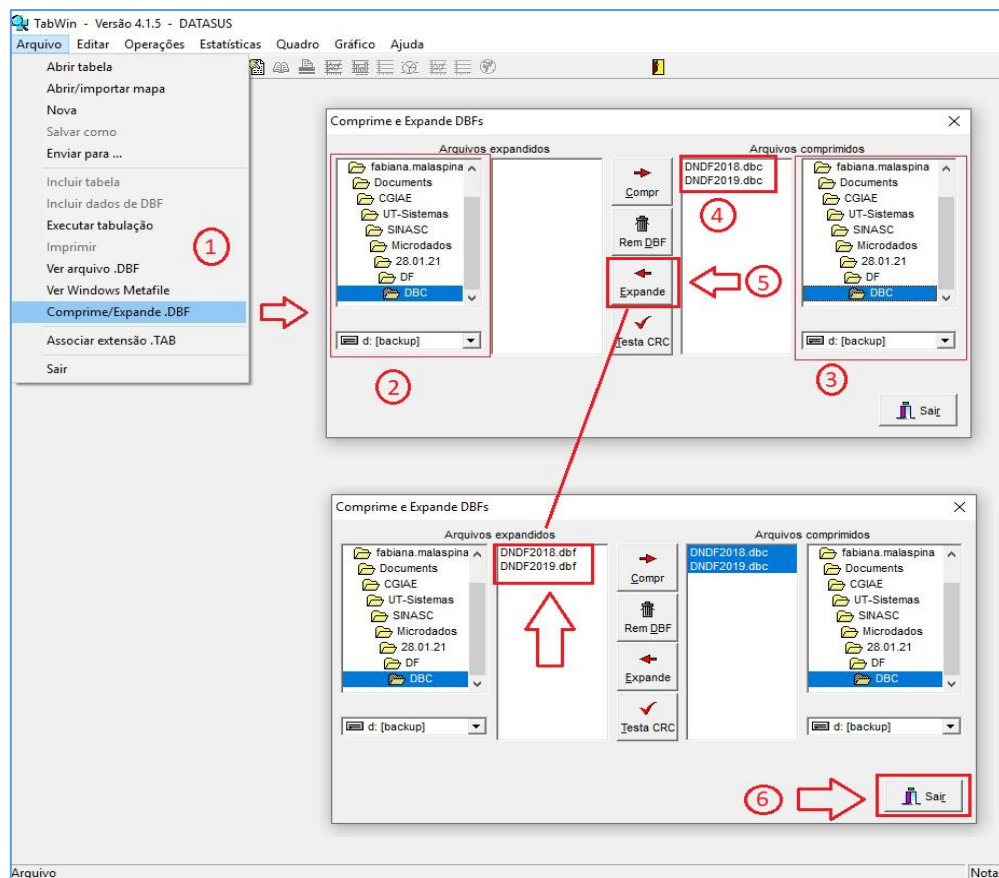 TabWin - Versão 4.1.5 - DATASUS
Arquivo Editar Operações Estatísticas Quadro Gráfico Ajuda
Abrir tabela
Abrir/importar mapa
Nova
Salvar como
Enviar para ...
Incluir tabela
Incluir dados de DBF
Executar tabulação
Imprimir
Ver arquivo .DBF
Ver Windows Metafile
Comprime/Expande .DBF
Associar extensão .TAB
Sair
1
Comprime e Expande DBFs
Arquivos expandidos
Arquivos comprimidos
fabiana.malaspina
Documents
CGIAE
UT-Sistemas
SINASC
Microdados
28.01.21
DF
DBC
d: [backup]
2
Compr
Rem DBF
Expande
Testa CRC
DNDF2018.dbc
DNDF2019.dbc
4
5
fabiana.malaspina
Documents
CGIAE
UT-Sistemas
SINASC
Microdados
28.01.21
DF
DBC
d: [backup]
3
Sair
Comprime e Expande DBFs
Arquivos expandidos
Arquivos comprimidos
fabiana.malaspina
Documents
CGIAE
UT-Sistemas
SINASC
Microdados
28.01.21
DF
DBC
d: [backup]
DNDF2018.dbf
DNDF2019.dbf
Compr
Rem DBF
Expande
Testa CRC
DNDF2018.dbc
DNDF2019.dbc
fabiana.malaspina
Documents
CGIAE
UT-Sistemas
SINASC
Microdados
28.01.21
DF
DBC
d: [backup]
6
Sair
Arquivo
Nota